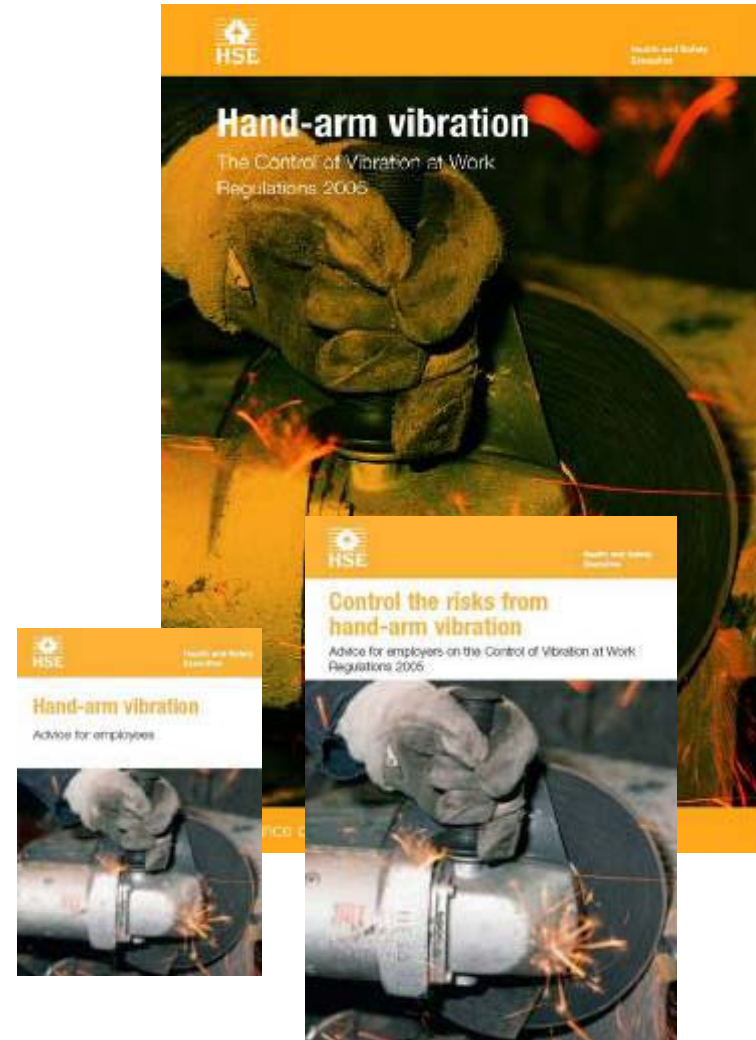 HSE
Health and Safety
Executive
Hand-arm vibration
The Control of Vibration at Work
Regulations 2005
HSE
Health and Safety
Executive
Control the risks from
hand-arm vibration
Advice for employers on the Control of Vibration at Work
Regulations 2005
HSE
Health and Safety
Executive
Hand-arm vibration
Advice for employees